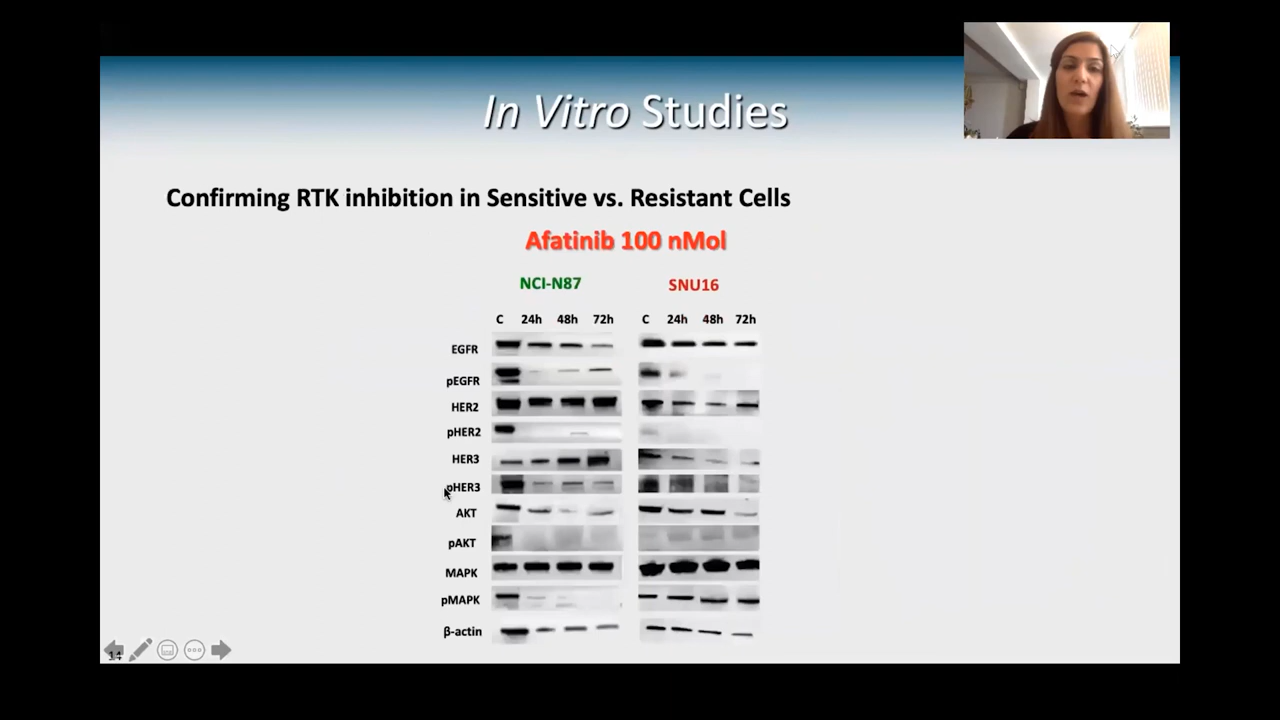 In Vitro Studies
Confirming RTK inhibition in Sensitive vs. Resistant Cells
Afatinib 100 nMol
NCI-N87 SNU16
C 24h 48h 72h C 24h 48h 72h
EGFR
pEGFR
HER2
pHER2
HER3
pHER3
AKT
pAKT
MAPK
pMAPK
β-actin
14